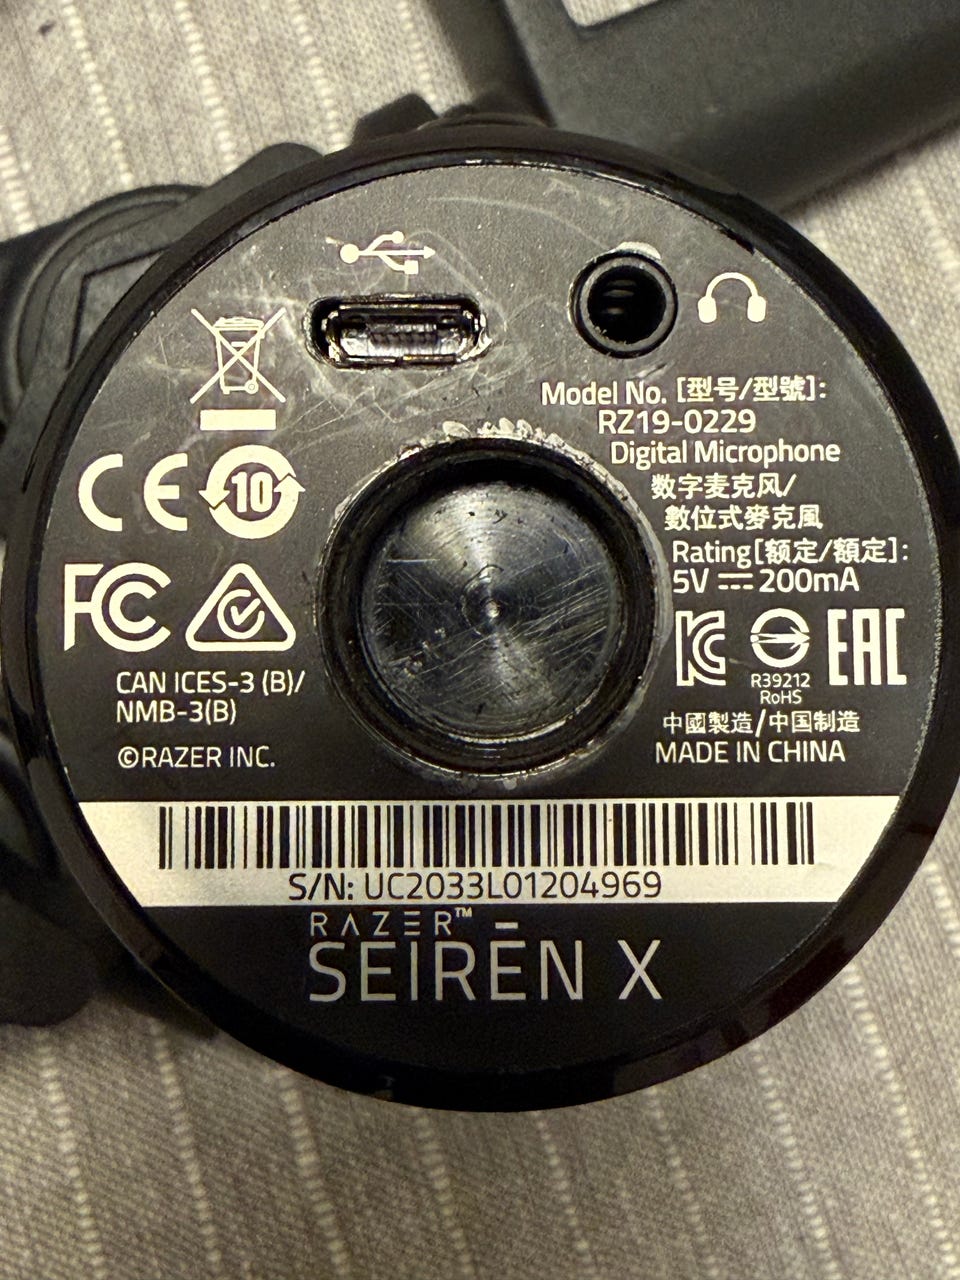 Model No. [型号/型號]:
RZ19-0229
Digital Microphone
数字麦克风/
數位式麥克風
Rating[额定/額定]:
5V ⎓ 200mA
CE 10
FC
KC EAC
R39212
RoHS
CAN ICES-3 (B)/
NMB-3(B)
中國製造/中国制造
©RAZER INC.
MADE IN CHINA
S/N: UC2033L01204969
RAZER™
SEIRĒN X